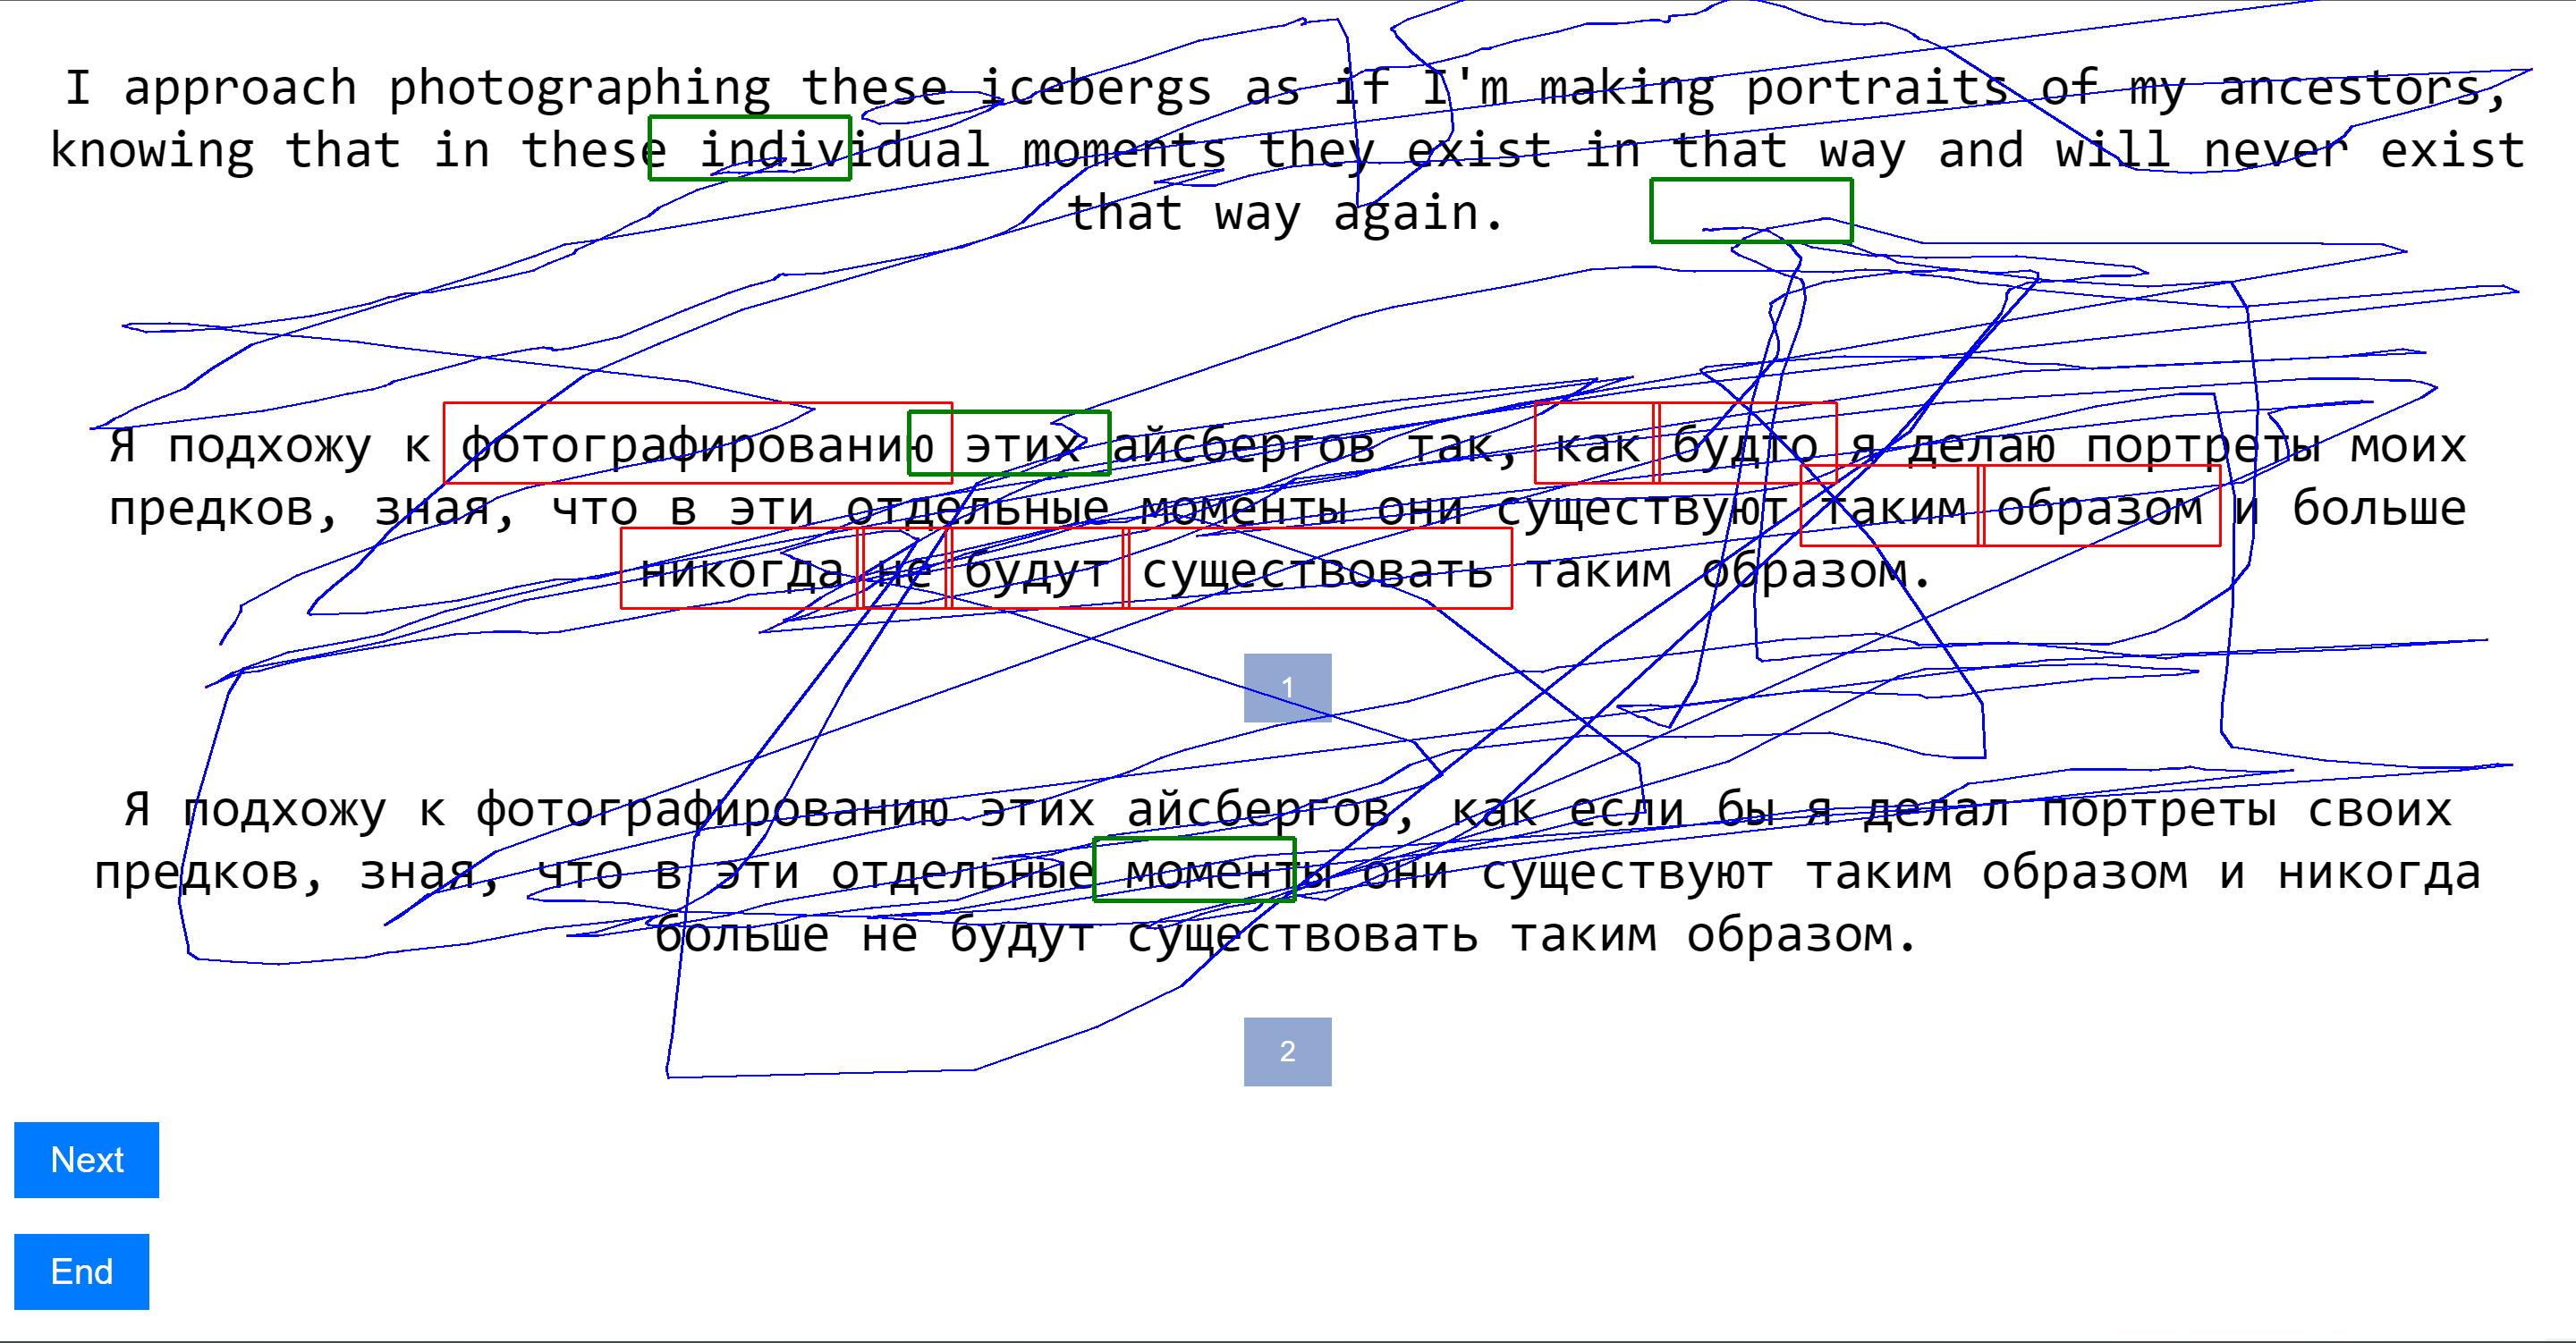 I approach photographing these icebergs as if I'm making portraits of my ancestors,
knowing that in these individual moments they exist in that way and will never exist
that way again.
Я подхожу к фотографированию этих айсбергов так, как будто я делаю портреты моих
предков, зная, что в эти отдельные моменты они существуют таким образом и больше
никогда не будут существовать таким образом.
1
Я подхожу к фотографированию этих айсбергов, как если бы я делал портреты своих
предков, зная, что в эти отдельные моменты они существуют таким образом и никогда
больше не будут существовать таким образом.
2
Next
End